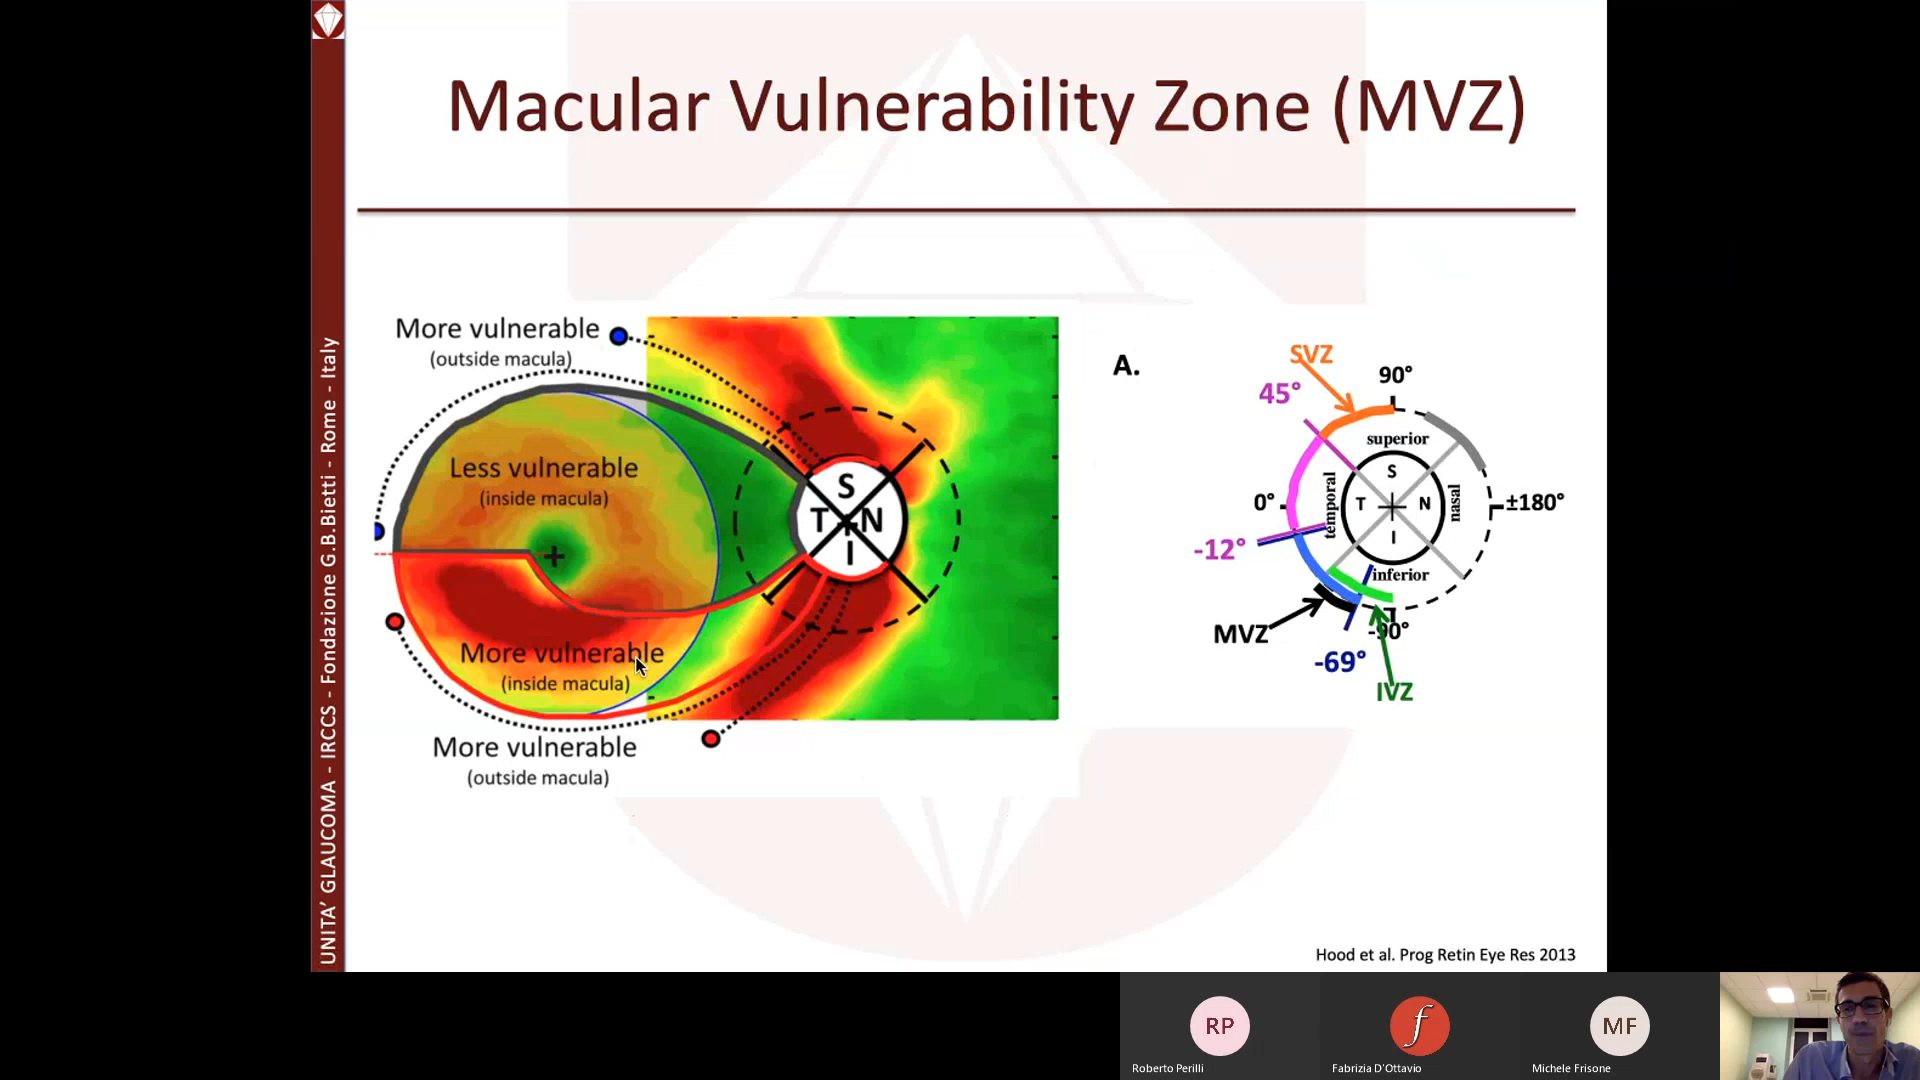 Macular Vulnerability Zone (MVZ)
UNITA' GLAUCOMA - IRCCS - Fondazione G.B.Bietti - Rome - Italy
More vulnerable
(outside macula)
Less vulnerable
(inside macula)
More vulnerable
(inside macula)
More vulnerable
(outside macula)
S
T N
I
A.
SVZ
90°
45°
superior
S
0°
temporal
T
N
nasal
±180°
I
-12°
inferior
MVZ
-90°
-69°
IVZ
Hood et al. Prog Retin Eye Res 2013
RP
f
MF
Roberto Perilli
Fabrizia D'Ottavio
Michele Frisone